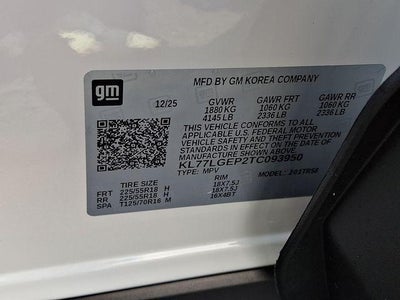 gm
MFD BY GM KOREA COMPANY
12/25 GVWR GAWR FRT GAWR RR
1880 KG 1060 KG 1060 KG
4145 LB 2336 LB 2336 LB
THIS VEHICLE CONFORMS TO ALL
APPLICABLE U.S. FEDERAL MOTOR
VEHICLE SAFETY AND THEFT
PREVENTION STANDARDS IN EFFECT ON THE
DATE OF MANUFACTURE SHOWN ABOVE.
KL77LGEP2TC093950
TYPE: MPV MODEL:
TIRE SIZE RIM
FRT 225/55R18 H 18X7.5J
RR 225/55R18 H 18X7.5J
SPA T125/70R16 M 16X4BT